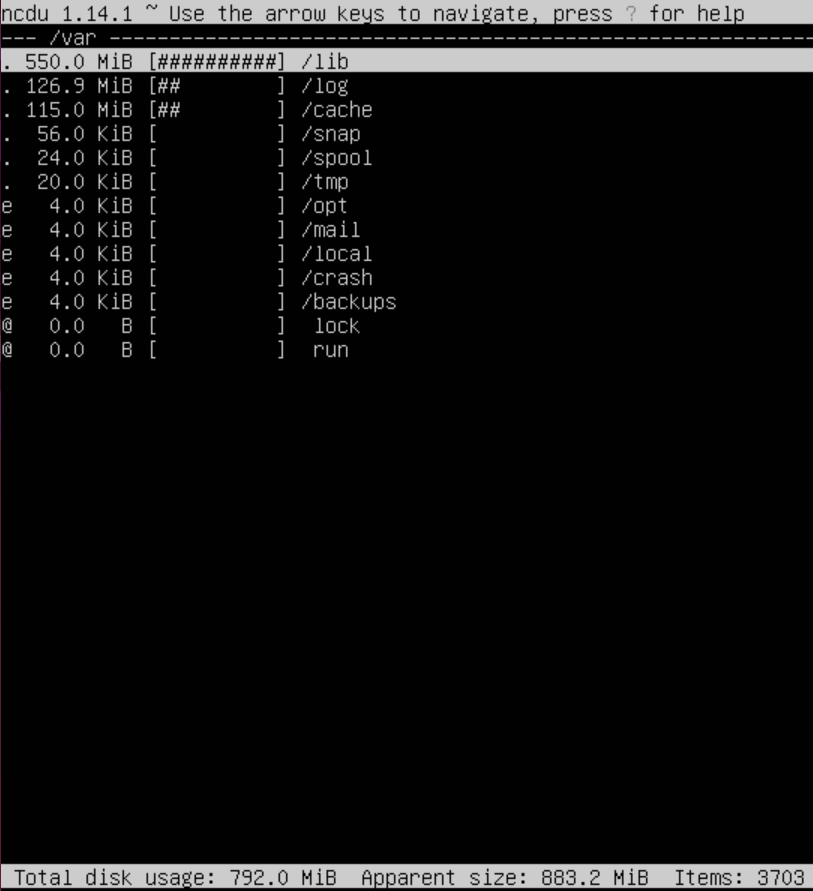 ncdu 1.14.1 ~ Use the arrow keys to navigate, press ? for help
--- /var -----------------------------------------------------------
. 550.0 MiB [##########] /lib
. 126.9 MiB [##        ] /log
. 115.0 MiB [##        ] /cache
.  56.0 KiB [          ] /snap
.  24.0 KiB [          ] /spool
.  20.0 KiB [          ] /tmp
e   4.0 KiB [          ] /opt
e   4.0 KiB [          ] /mail
e   4.0 KiB [          ] /local
e   4.0 KiB [          ] /crash
e   4.0 KiB [          ] /backups
@   0.0   B [          ]  lock
@   0.0   B [          ]  run
Total disk usage: 792.0 MiB  Apparent size: 883.2 MiB  Items: 3703